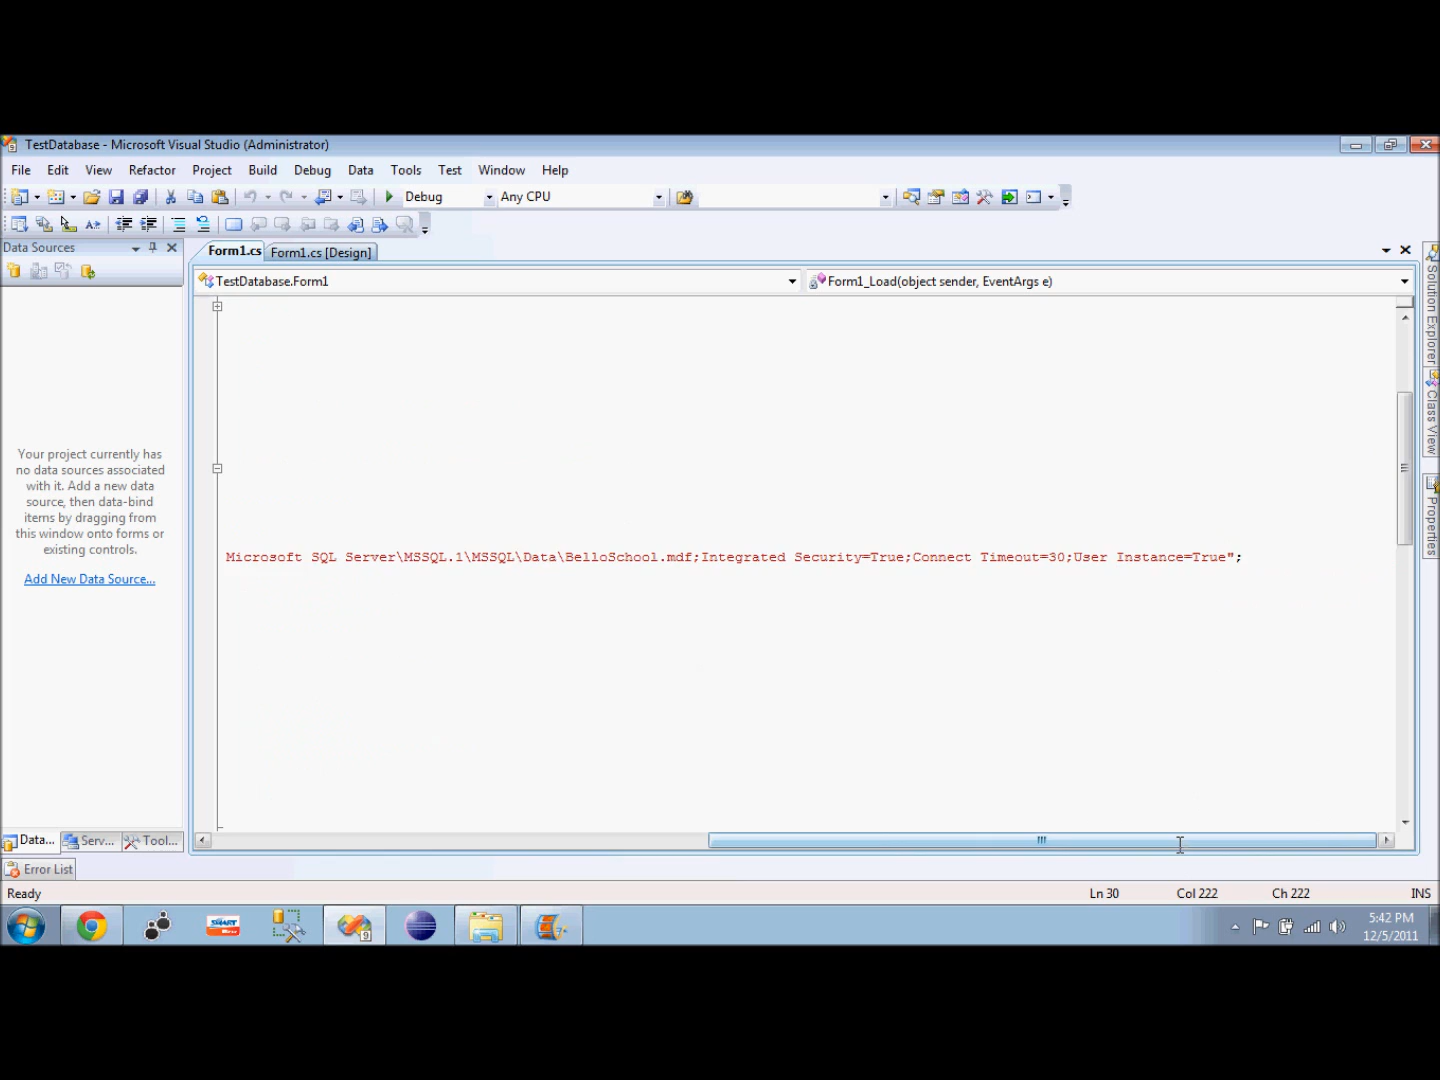 TestDatabase - Microsoft Visual Studio (Administrator)
File Edit View Refactor Project Build Debug Data Tools Test Window Help
Debug Any CPU
Data Sources
Form1.cs Form1.cs [Design]
TestDatabase.Form1 Form1_Load(object sender, EventArgs e)
Solution Explorer
Class View
Properties
Your project currently has
no data sources associated
with it. Add a new data
source, then data-bind
items by dragging from
this window onto forms or
existing controls.
Add New Data Source...
Microsoft SQL Server\MSSQL.1\MSSQL\Data\BelloSchool.mdf;Integrated Security=True;Connect Timeout=30;User Instance=True";
Data... Serv... Tool...
Error List
Ready Ln 30 Col 222 Ch 222 INS
SMART
9
5:42 PM
12/5/2011